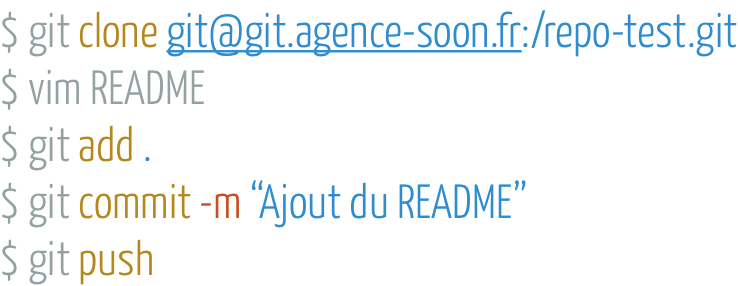 $ git clone git@git.agence-soon.fr:/repo-test.git
$ vim README
$ git add .
$ git commit -m “Ajout du README”
$ git push